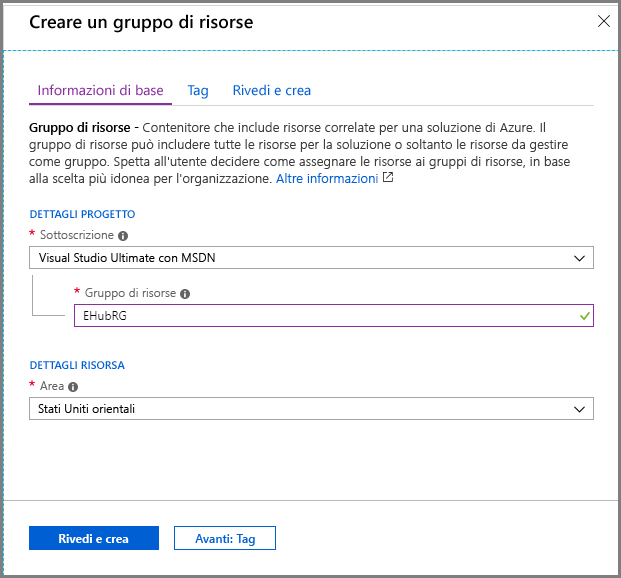 Creare un gruppo di risorse
Informazioni di base Tag Rivedi e crea
Gruppo di risorse - Contenitore che include risorse correlate per una soluzione di Azure. Il
gruppo di risorse può includere tutte le risorse per la soluzione o soltanto le risorse da gestire
come gruppo. Spetta all'utente decidere come assegnare le risorse ai gruppi di risorse, in base
alla scelta più idonea per l'organizzazione. Altre informazioni
DETTAGLI PROGETTO
* Sottoscrizione
Visual Studio Ultimate con MSDN
* Gruppo di risorse
EHubRG
DETTAGLI RISORSA
* Area
Stati Uniti orientali
Rivedi e crea Avanti: Tag